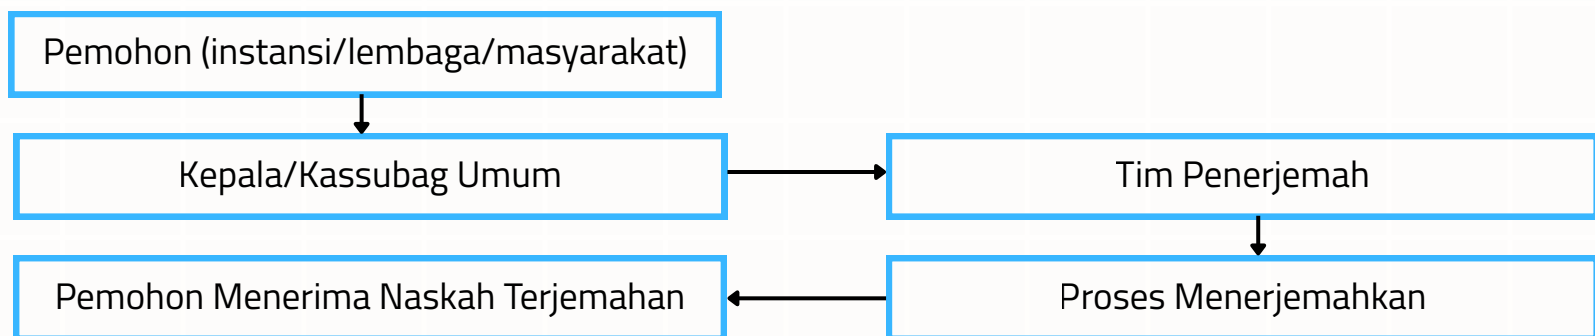 Pemohon (instansi/lembaga/masyarakat)
Kepala/Kassubag Umum
Tim Penerjemah
Proses Menerjemahkan
Pemohon Menerima Naskah Terjemahan